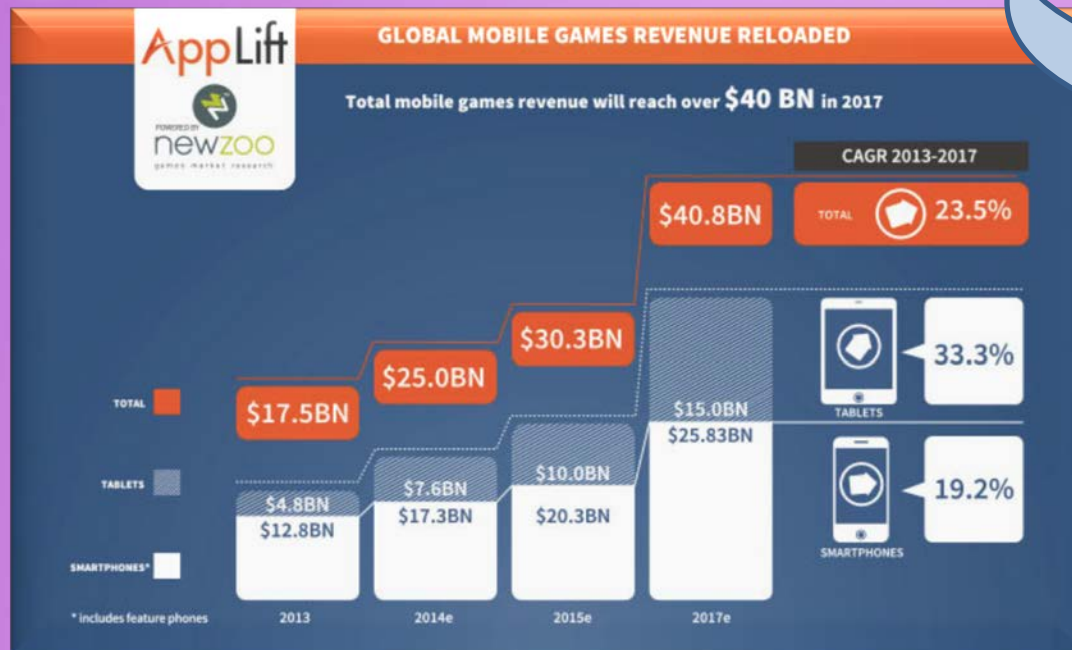 AppLift
POWERED BY
newzoo
games market research
GLOBAL MOBILE GAMES REVENUE RELOADED
Total mobile games revenue will reach over $40 BN in 2017
CAGR 2013-2017
TOTAL 23.5%
$40.8BN
$30.3BN
$25.0BN
$17.5BN
33.3%
TABLETS
19.2%
SMARTPHONES
TOTAL
TABLETS
SMARTPHONES*
$4.8BN
$12.8BN
$7.6BN
$17.3BN
$10.0BN
$20.3BN
$15.0BN
$25.83BN
* includes feature phones
2013
2014e
2015e
2017e